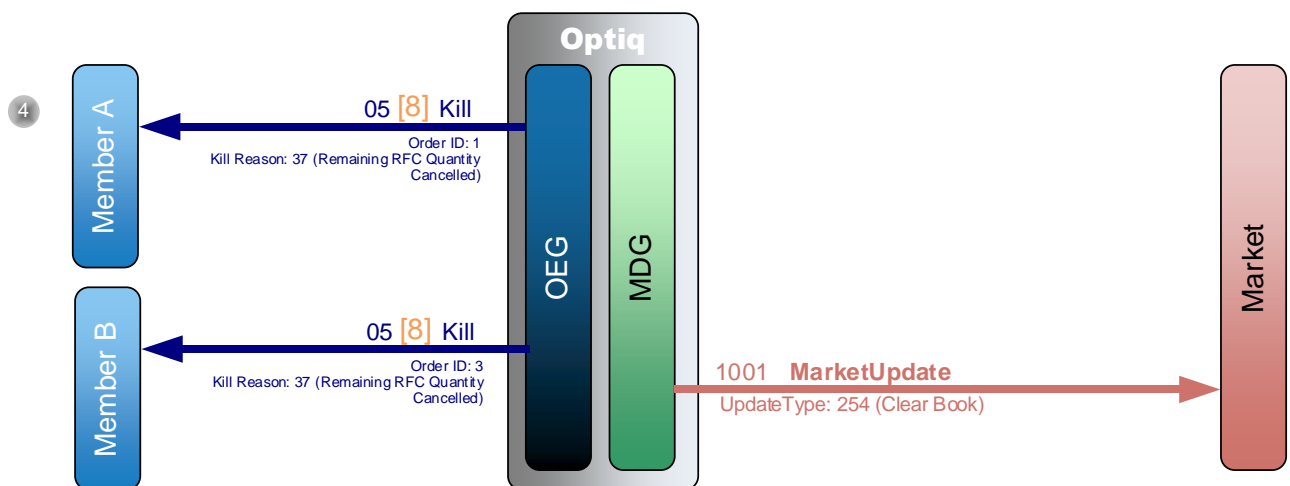 Optiq
4
Member A
05 [8] Kill
Order ID: 1
Kill Reason: 37 (Remaining RFC Quantity
Cancelled)
OEG
MDG
Market
Member B
05 [8] Kill
Order ID: 3
Kill Reason: 37 (Remaining RFC Quantity
Cancelled)
1001 MarketUpdate
UpdateType: 254 (Clear Book)